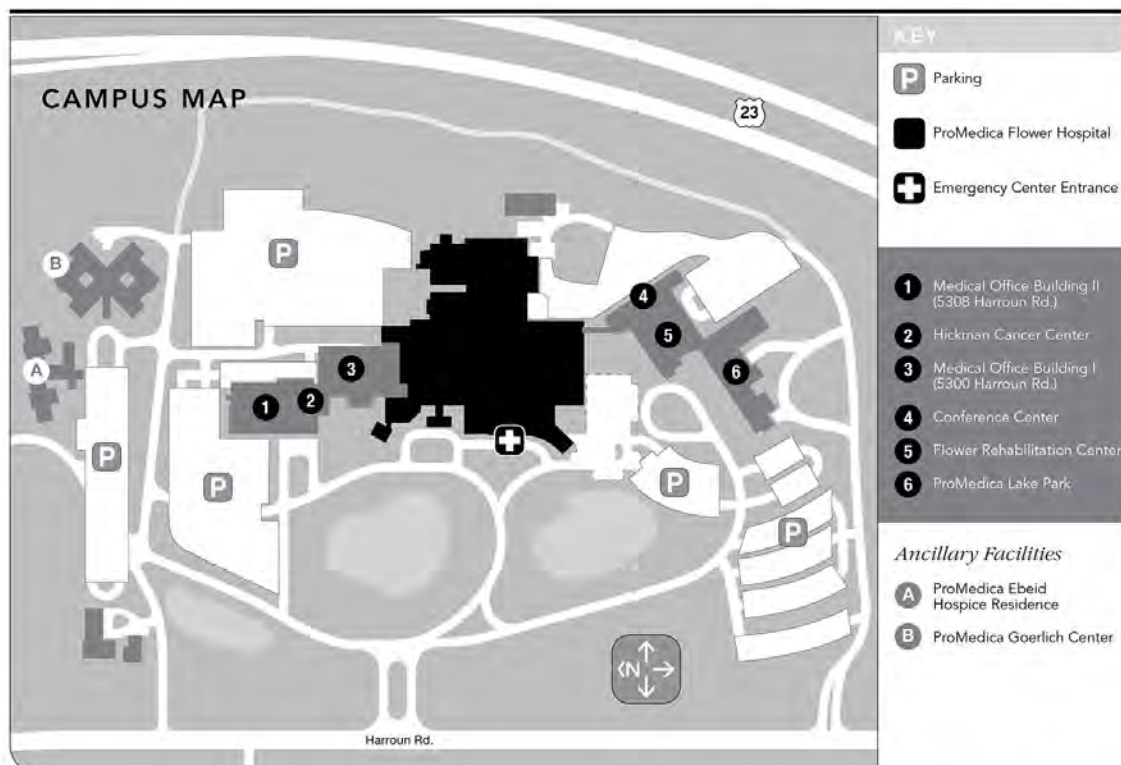 CAMPUS MAP
23
B
P
A
3
1
2
P
P
4
5
6
P
P
N
Harroun Rd.
KEY
P Parking
ProMedica Flower Hospital
Emergency Center Entrance
1 Medical Office Building II
(5308 Harroun Rd.)
2 Hickman Cancer Center
3 Medical Office Building I
(5300 Harroun Rd.)
4 Conference Center
5 Flower Rehabilitation Center
6 ProMedica Lake Park
Ancillary Facilities
A ProMedica Ebeid
Hospice Residence
B ProMedica Goerlich Center